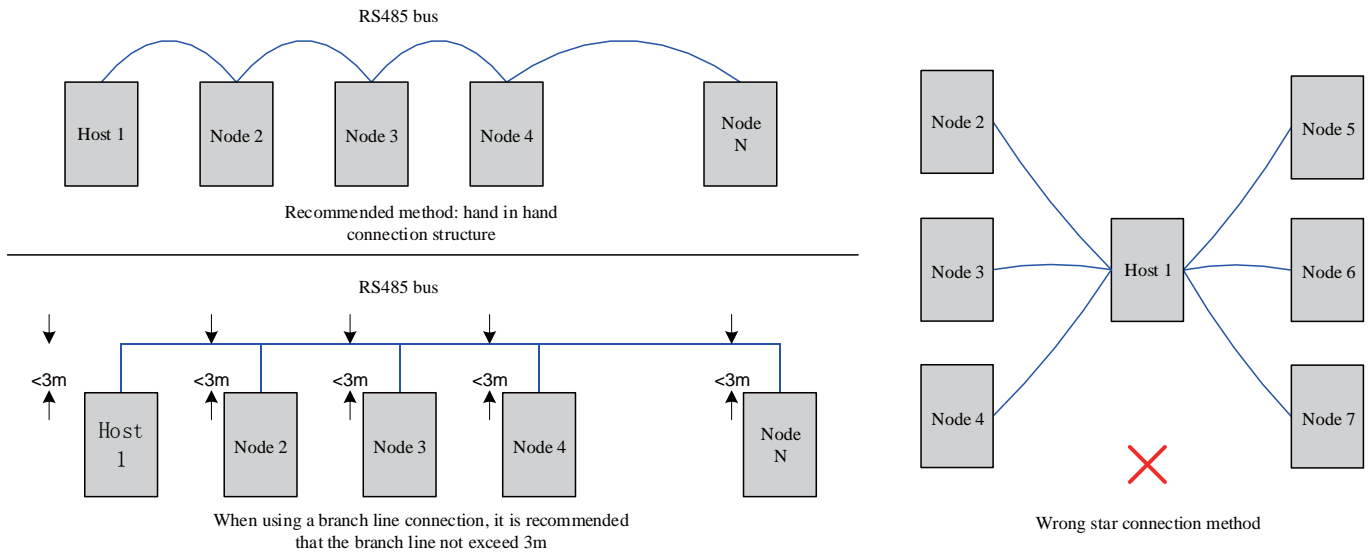 RS485 bus
Host 1
Node 2
Node 3
Node 4
Node
N
Recommended method: hand in hand
connection structure
RS485 bus
<3m
<3m
<3m
<3m
<3m
Host
1
Node 2
Node 3
Node 4
Node
N
When using a branch line connection, it is recommended
that the branch line not exceed 3m
Node 2
Node 5
Node 3
Host 1
Node 6
Node 4
Node 7
Wrong star connection method